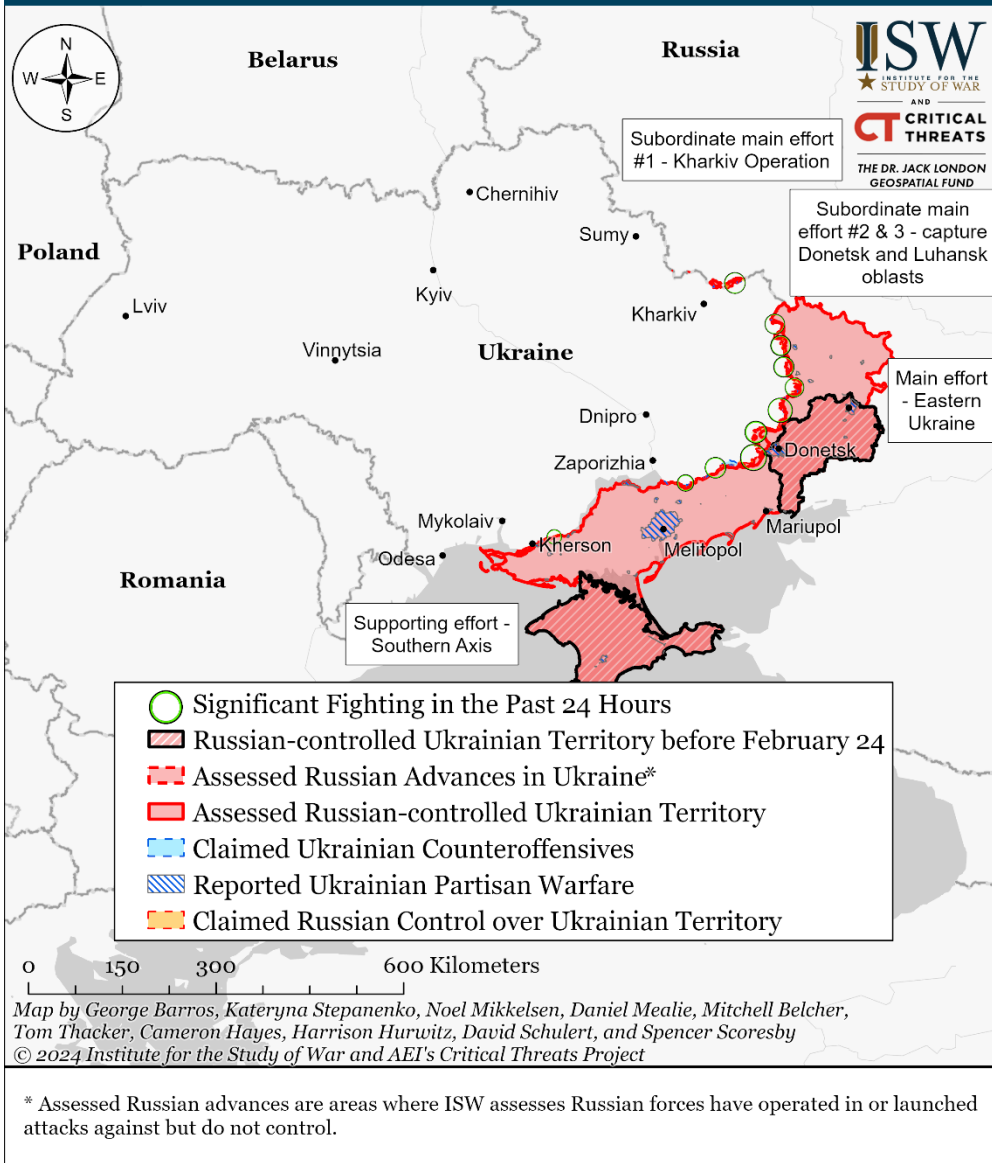 N
W
E
S
Belarus
Russia
ISW
INSTITUTE FOR THE
STUDY OF WAR
AND
CT CRITICAL
THREATS
THE DR. JACK LONDON
GEOSPATIAL FUND
Subordinate main effort
#1 - Kharkiv Operation
Subordinate main
effort #2 & 3 - capture
Donetsk and Luhansk
oblasts
Chernihiv
Sumy
Poland
Kyiv
Lviv
Kharkiv
Vinnytsia
Ukraine
Main effort
- Eastern
Ukraine
Dnipro
Donetsk
Zaporizhia
Mykolaiv
Mariupol
Kherson
Melitopol
Odesa
Romania
Supporting effort -
Southern Axis
Significant Fighting in the Past 24 Hours
Russian-controlled Ukrainian Territory before February 24
Assessed Russian Advances in Ukraine*
Assessed Russian-controlled Ukrainian Territory
Claimed Ukrainian Counteroffensives
Reported Ukrainian Partisan Warfare
Claimed Russian Control over Ukrainian Territory
0 150 300 600 Kilometers
Map by George Barros, Kateryna Stepanenko, Noel Mikkelsen, Daniel Mealie, Mitchell Belcher,
Tom Thacker, Cameron Hayes, Harrison Hurwitz, David Schulert, and Spencer Scoresby
© 2024 Institute for the Study of War and AEI's Critical Threats Project
* Assessed Russian advances are areas where ISW assesses Russian forces have operated in or launched
attacks against but do not control.